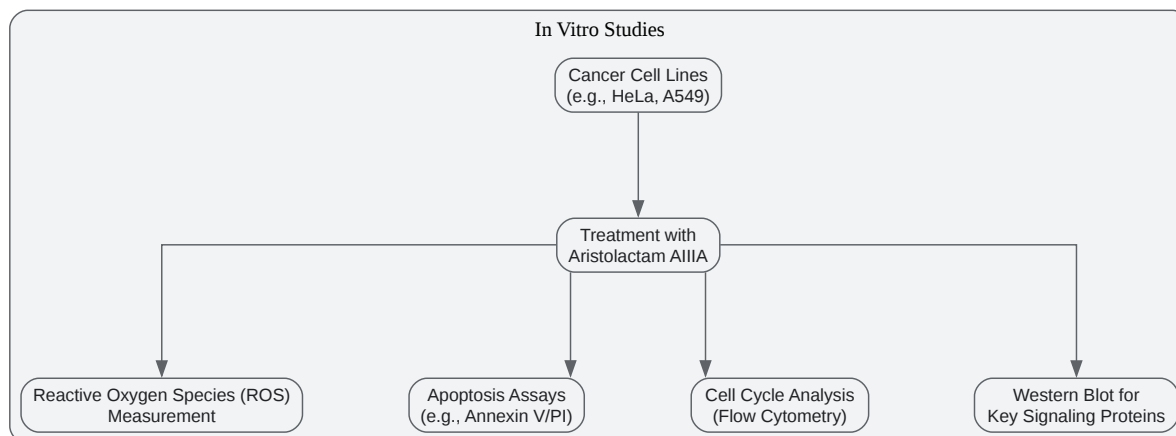 In Vitro Studies
Cancer Cell Lines
(e.g., HeLa, A549)
Treatment with
Aristolactam AIIIA
Reactive Oxygen Species (ROS)
Measurement
Apoptosis Assays
(e.g., Annexin V/PI)
Cell Cycle Analysis
(Flow Cytometry)
Western Blot for
Key Signaling Proteins